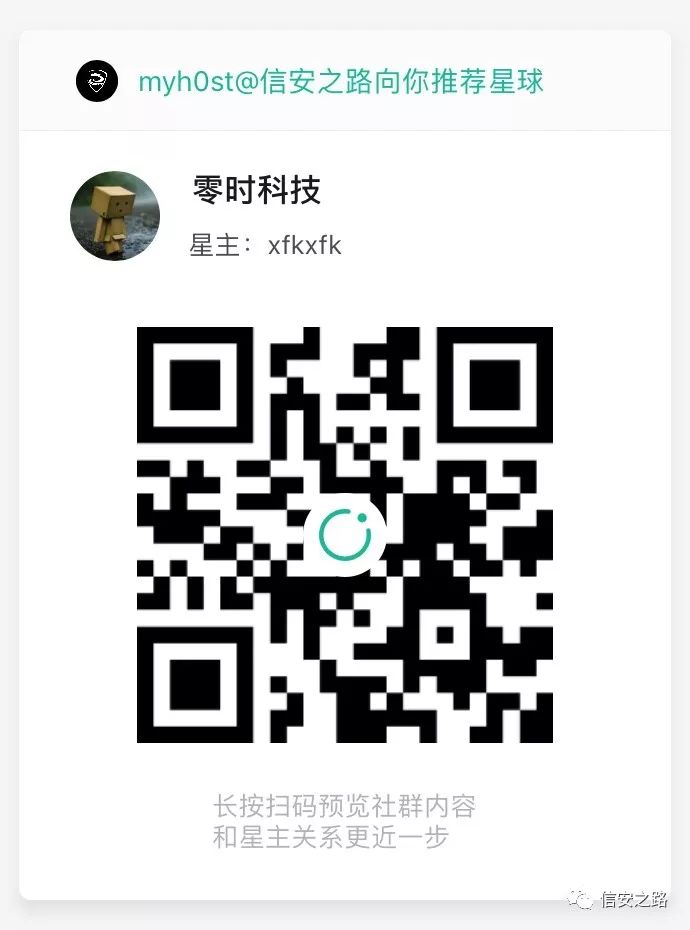 myh0st@信安之路向你推荐星球
零时科技
星主：xfkxfk
长按扫码预览社群内容
和星主关系更近一步
信安之路